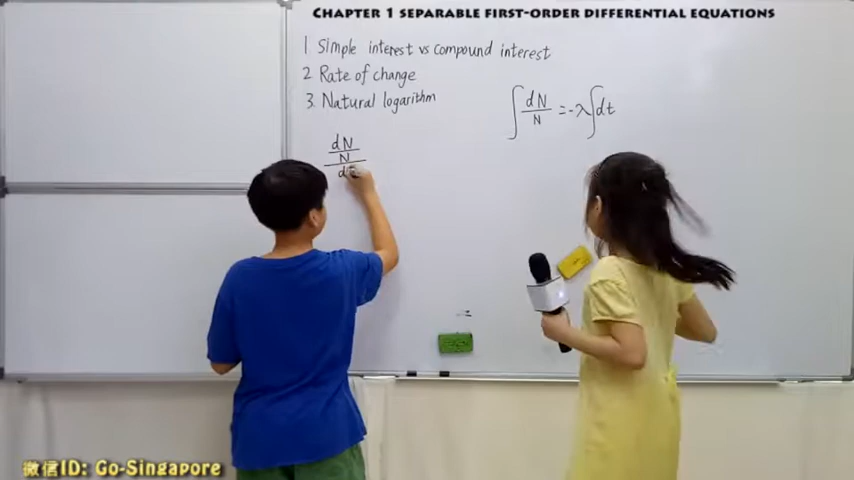 CHAPTER 1 SEPARABLE FIRST-ORDER DIFFERENTIAL EQUATIONS
1 Simple interest vs compound interest
2 Rate of change
3. Natural logarithm
∫ dN/N = -λ∫dt
dN
N
dt
微信ID: Go-Singapore